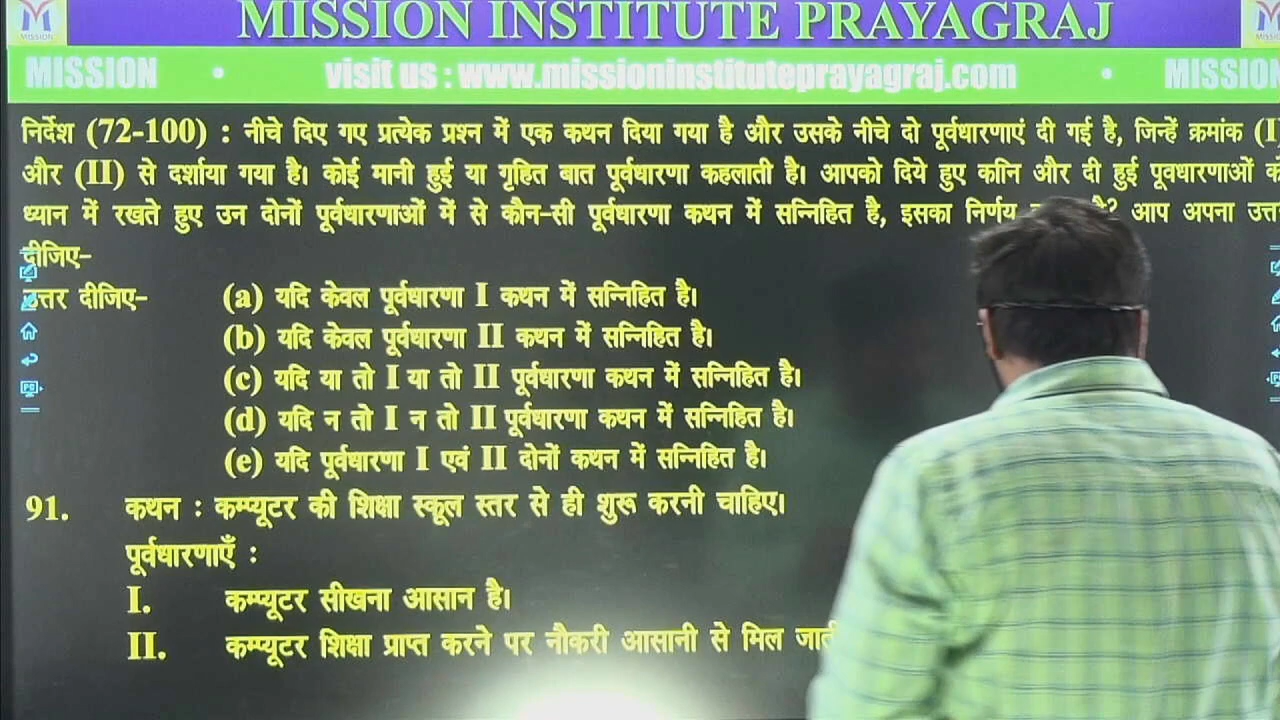 MISSION INSTITUTE PRAYAGRAJ
MISSION
MISSION • visit us : www.missioninstituteprayagraj.com • MISSION
निर्देश (72-100) : नीचे दिए गए प्रत्येक प्रश्न में एक कथन दिया गया है और उसके नीचे दो पूर्वधारणाएं दी गई है, जिन्हें क्रमांक (I)
और (II) से दर्शाया गया है। कोई मानी हुई या गृहित बात पूर्वधारणा कहलाती है। आपको दिये हुए कानि और दी हुई पूवधारणाओं
ध्यान में रखते हुए उन दोनों पूर्वधारणाओं में से कौन-सी पूर्वधारणा कथन में सन्निहित है, इसका निर्णय है? आप अपना
दीजिए-
उत्तर दीजिए- (a) यदि केवल पूर्वधारणा I कथन में सन्निहित है।
(b) यदि केवल पूर्वधारणा II कथन में सन्निहित है।
(c) यदि या तो I या तो II पूर्वधारणा कथन में सन्निहित है।
(d) यदि न तो I न तो II पूर्वधारणा कथन में सन्निहित है।
(e) यदि पूर्वधारणा I एवं II दोनों कथन में सन्निहित है।
91. कथन : कम्प्यूटर की शिक्षा स्कूल स्तर से ही शुरू करनी चाहिए।
पूर्वधारणाएँ :
I. कम्प्यूटर सीखना आसान है।
II. कम्प्यूटर शिक्षा प्राप्त करने पर नौकरी आसानी से मिल